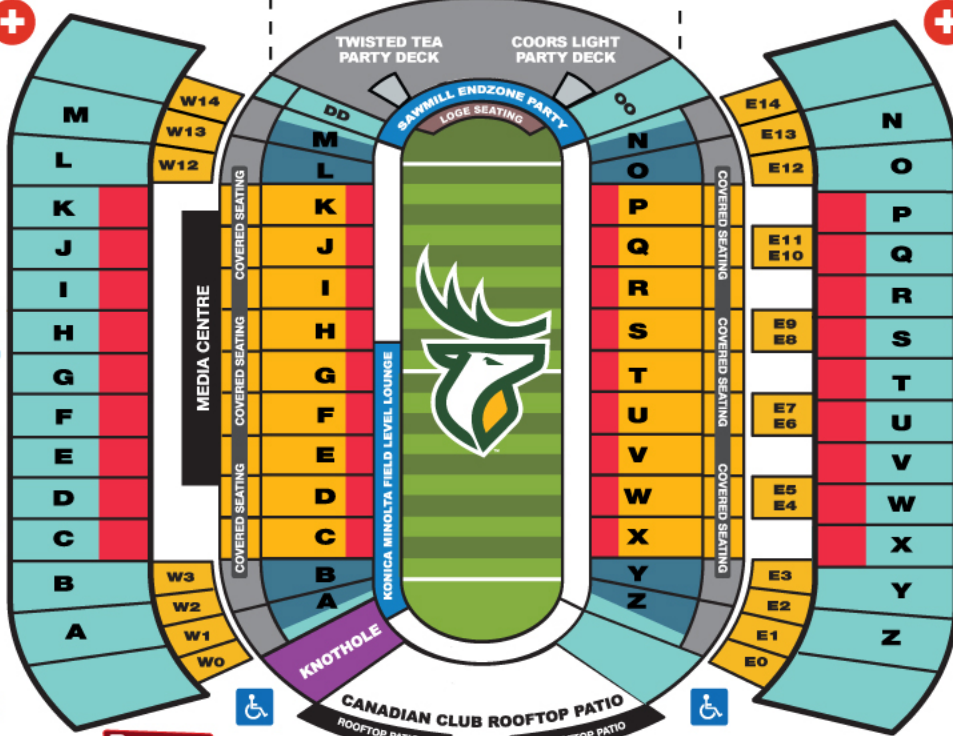 TWISTED TEA
PARTY DECK
COORS LIGHT
PARTY DECK
SAWMILL ENDZONE PARTY
LOGE SEATING
M
L
K
J
I
H
G
F
E
D
C
B
A
W14
W13
W12
W3
W2
W1
W0
MEDIA CENTRE
COVERED SEATING
COVERED SEATING
COVERED SEATING
DD
M
L
K
J
I
H
G
F
E
D
C
B
A
KNOTHOLE
KONICA MINOLTA FIELD LEVEL LOUNGE
TM
OO
N
O
P
Q
R
S
T
U
V
W
X
Y
Z
COVERED SEATING
COVERED SEATING
COVERED SEATING
E14
E13
E12
E11
E10
E9
E8
E7
E6
E5
E4
E3
E2
E1
E0
N
O
P
Q
R
S
T
U
V
W
X
Y
Z
CANADIAN CLUB ROOFTOP PATIO